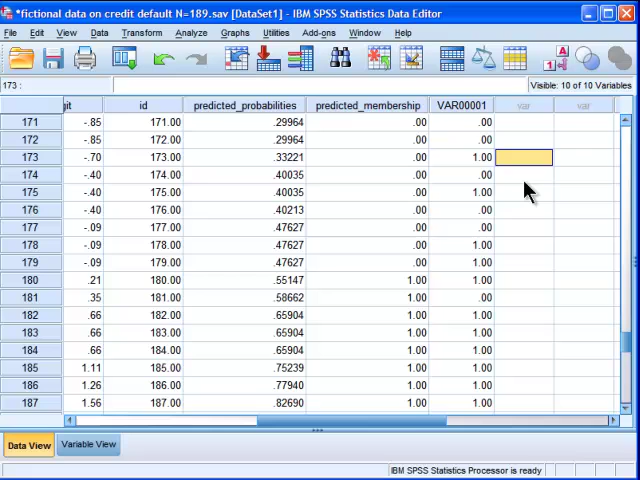 *fictional data on credit default N=189.sav [DataSet1] - IBM SPSS Statistics Data Editor
File Edit View Data Transform Analyze Graphs Utilities Add-ons Window Help
173 : Visible: 10 of 10 Variables
git id predicted_probabilities predicted_membership VAR00001 var var
171 -.85 171.00 .29964 .00 .00
172 -.85 172.00 .29964 .00 .00
173 -.70 173.00 .33221 .00 1.00
174 -.40 174.00 .40035 .00 .00
175 -.40 175.00 .40035 .00 1.00
176 -.40 176.00 .40213 .00 .00
177 -.09 177.00 .47627 .00 .00
178 -.09 178.00 .47627 .00 1.00
179 -.09 179.00 .47627 .00 1.00
180 .21 180.00 .55147 1.00 .00
181 .35 181.00 .58662 1.00 .00
182 .66 182.00 .65904 1.00 1.00
183 .66 183.00 .65904 1.00 1.00
184 .66 184.00 .65904 1.00 1.00
185 1.11 185.00 .75239 1.00 1.00
186 1.26 186.00 .77940 1.00 1.00
187 1.56 187.00 .82690 1.00 1.00
Data View Variable View
IBM SPSS Statistics Processor is ready